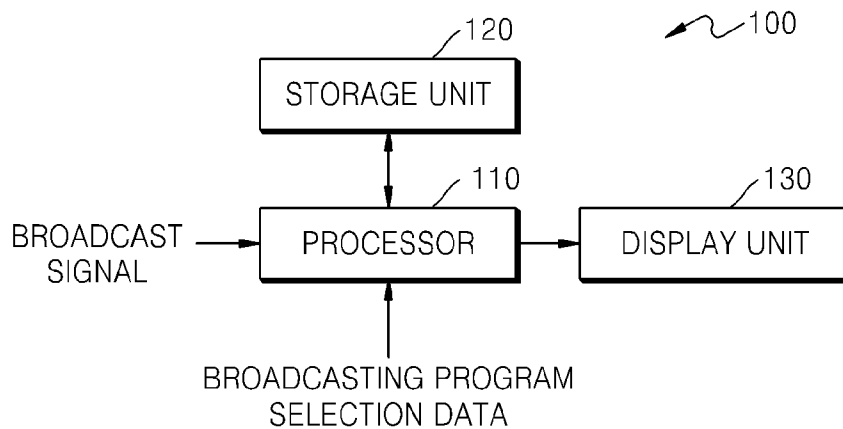 120
100
STORAGE UNIT
110
130
BROADCAST
SIGNAL
PROCESSOR
DISPLAY UNIT
BROADCASTING PROGRAM
SELECTION DATA